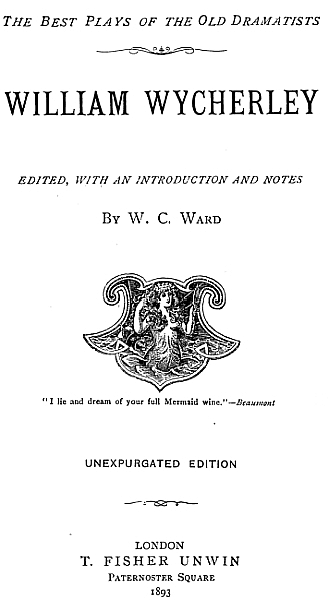 THE BEST PLAYS OF THE OLD DRAMATISTS
WILLIAM WYCHERLEY
EDITED, WITH AN INTRODUCTION AND NOTES
BY W. C. WARD
"I lie and dream of your full Mermaid wine."—Beaumont
UNEXPURGATED EDITION
LONDON
T. FISHER UNWIN
PATERNOSTER SQUARE
1893